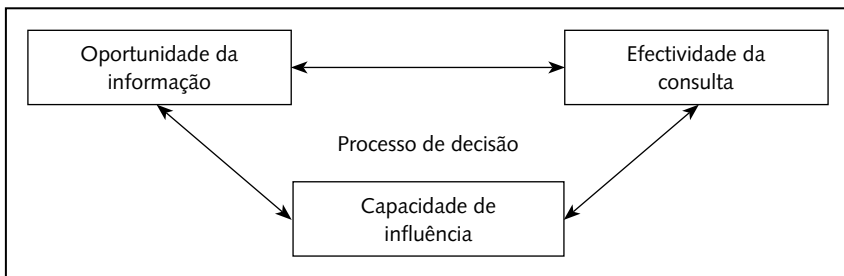 Oportunidade da
informação
Efectividade da
consulta
Processo de decisão
Capacidade de
influência